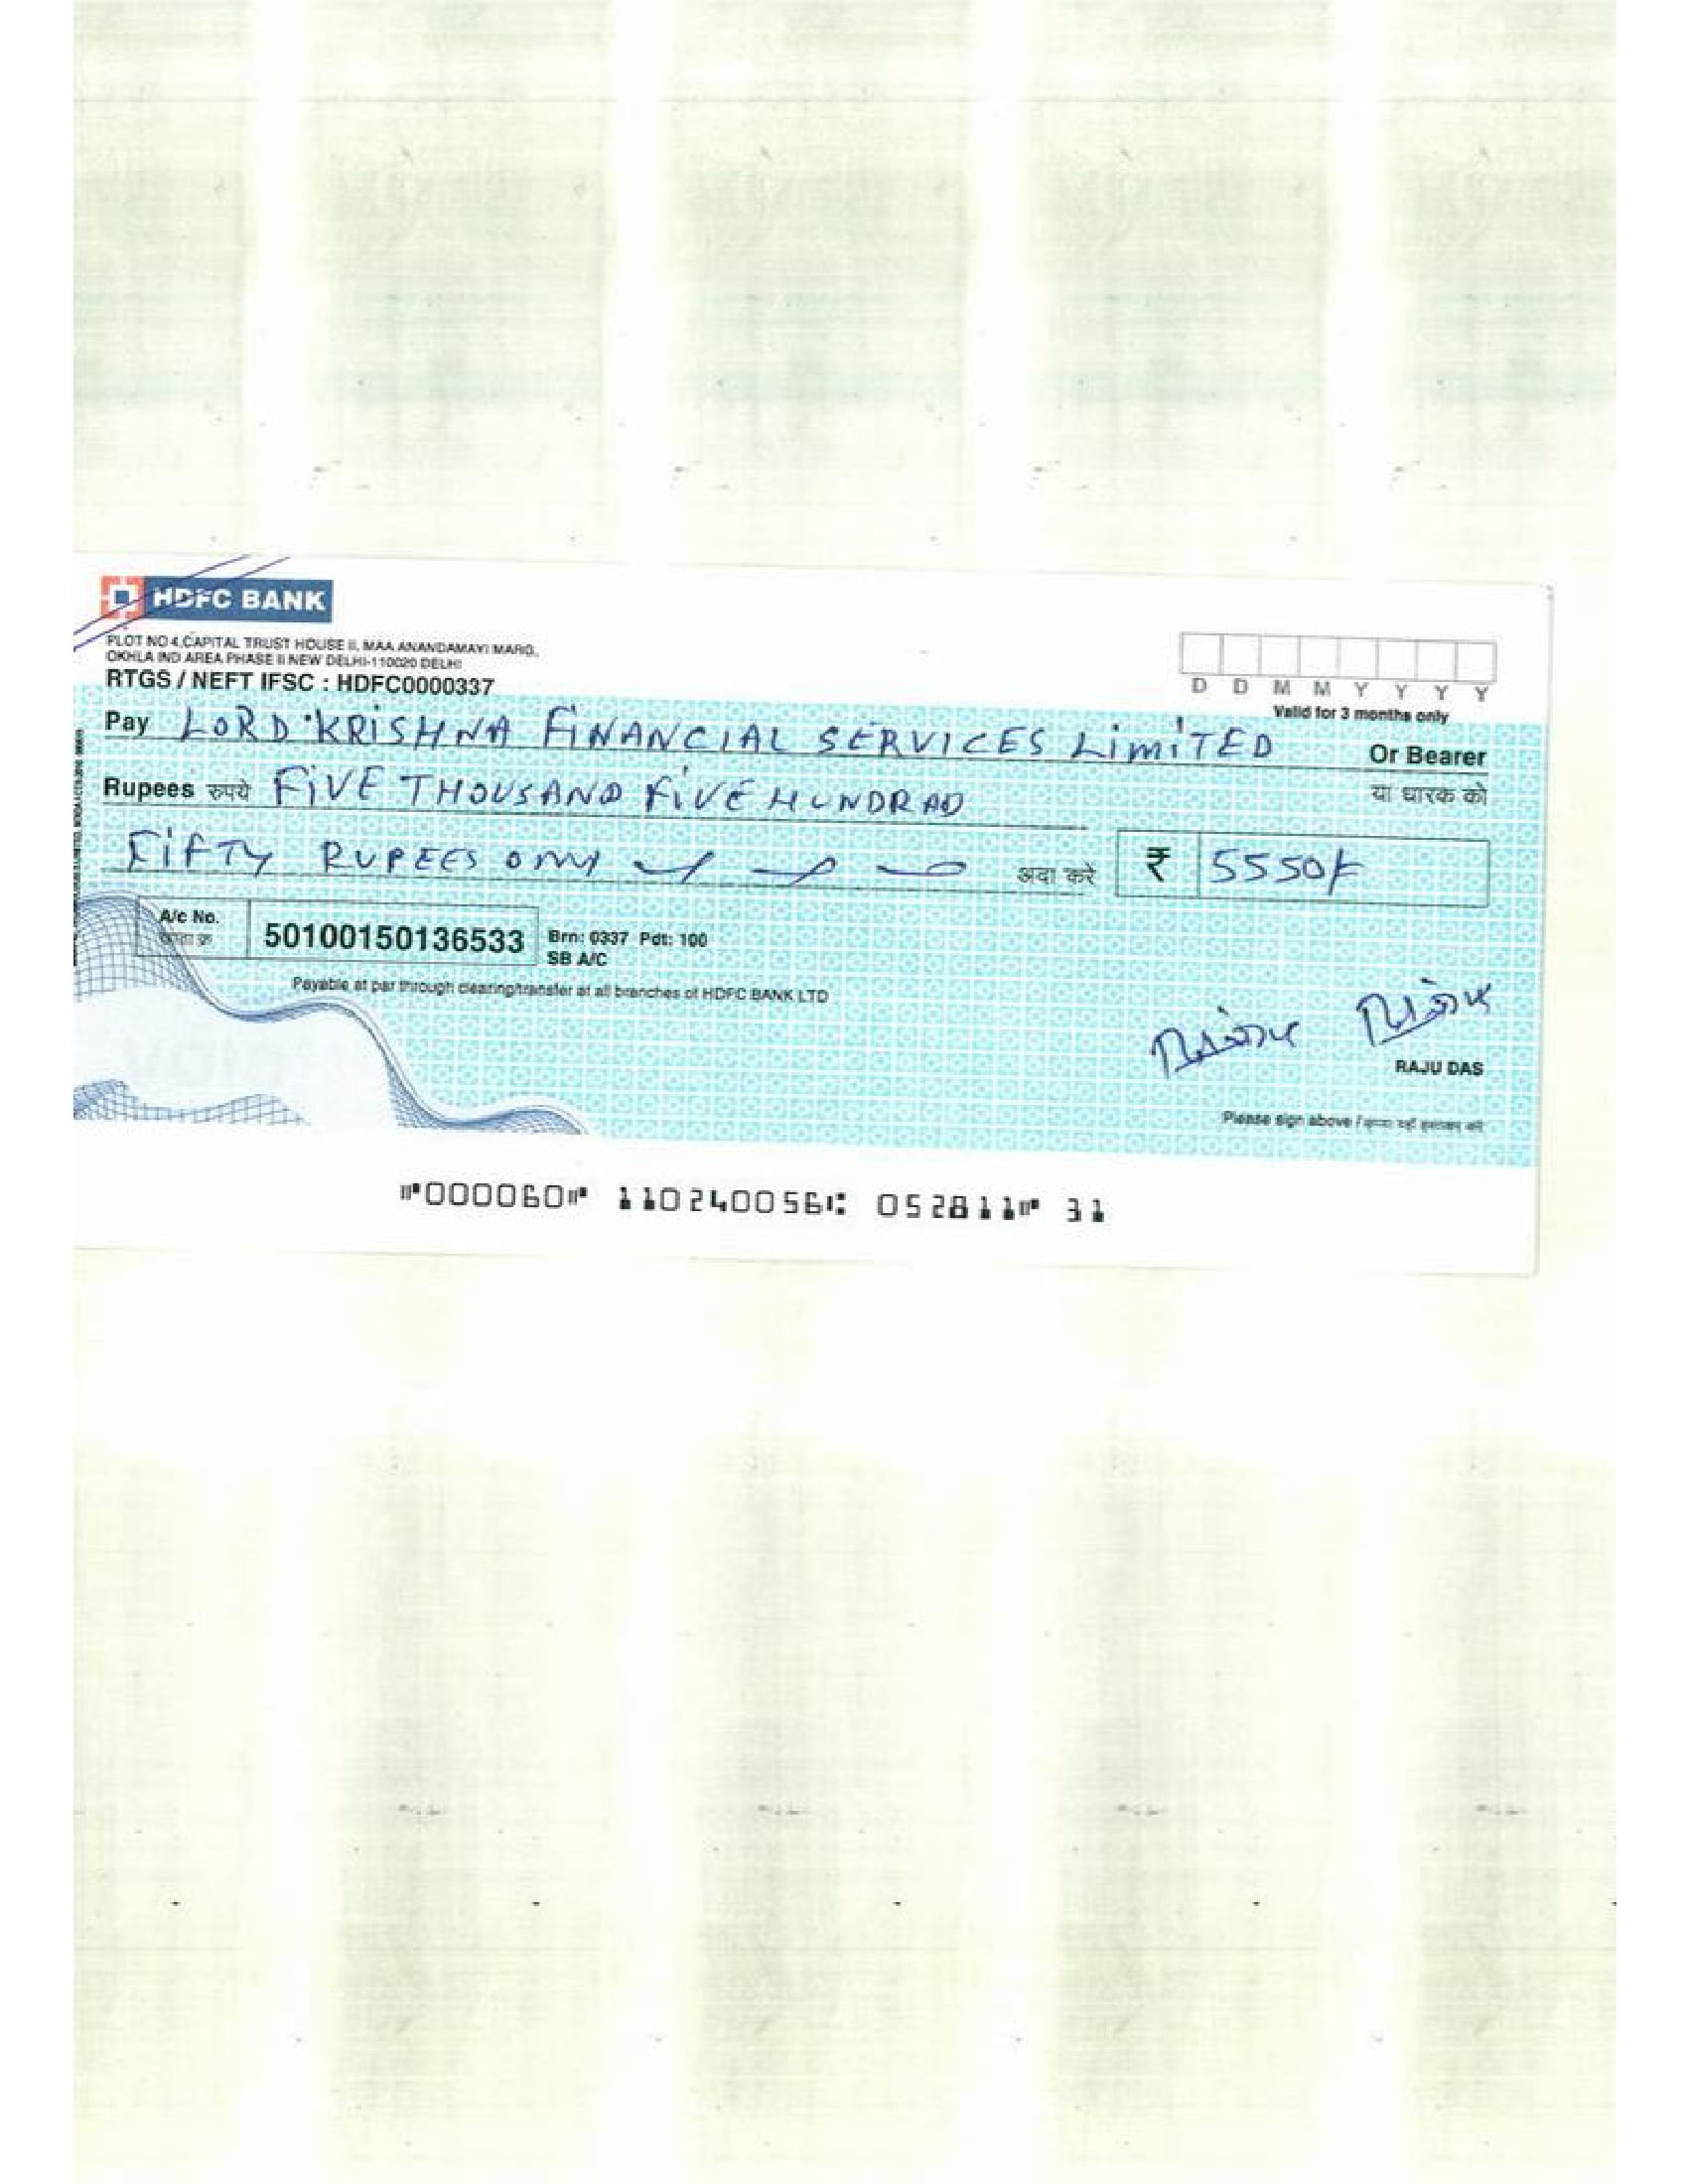 HDFC BANK
PLOT NO 4, CAPITAL TRUST HOUSE II, MAA ANANDAMAYI MARG,
OKHLA IND AREA PHASE II NEW DELHI-110020 DELHI
RTGS / NEFT IFSC : HDFC0000337
D D M M Y Y Y Y
Valid for 3 months only
Pay LORD KRISHNA FINANCIAL SERVICES LIMITED Or Bearer
Rupees रुपये FIVE THOUSAND FIVE HUNDRAD या धारक को
FIFTY RUPEES ONLY अदा करें ₹ 5550/-
A/c No.
खाता क्र 50100150136533 Brn: 0337 Pdt: 100
SB A/C
Payable at par through clearing/transfer at all branches of HDFC BANK LTD
RAJU DAS
Please sign above /
⑈000060⑈ 110240056⑆ 052811⑈ 31